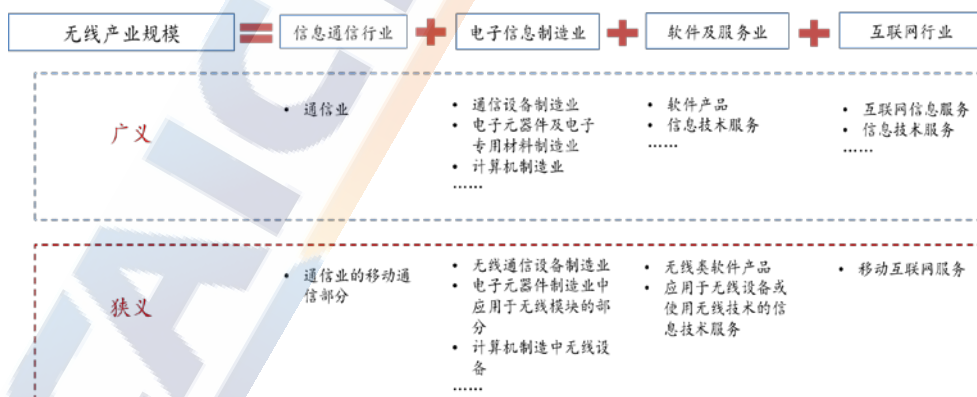 无线产业规模 = 信息通信行业 + 电子信息制造业 + 软件及服务业 + 互联网行业
广义
• 通信业
• 通信设备制造业
• 电子元器件及电子
专用材料制造业
• 计算机制造业
……
• 软件产品
• 信息技术服务
……
• 互联网信息服务
• 信息技术服务
……
狭义
• 通信业的移动通
信部分
• 无线通信设备制造业
• 电子元器件制造业中
应用于无线模块的部
分
• 计算机制造中无线设
备
……
• 无线类软件产品
• 应用于无线设备或
使用无线技术的信
息技术服务
• 移动互联网服务
TAICI